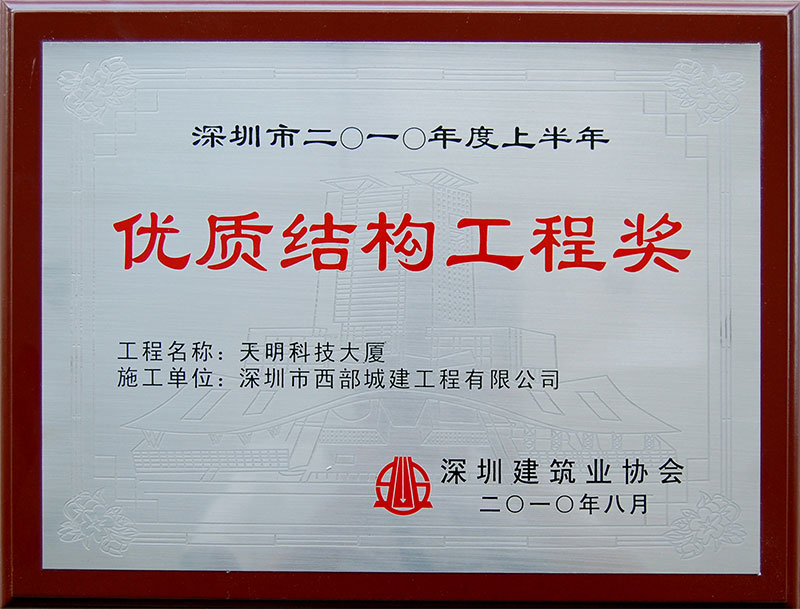 深圳市二〇一〇年度上半年
优质结构工程奖
工程名称：天明科技大厦
施工单位：深圳市西部城建工程有限公司
深圳建筑业协会
二〇一〇年八月